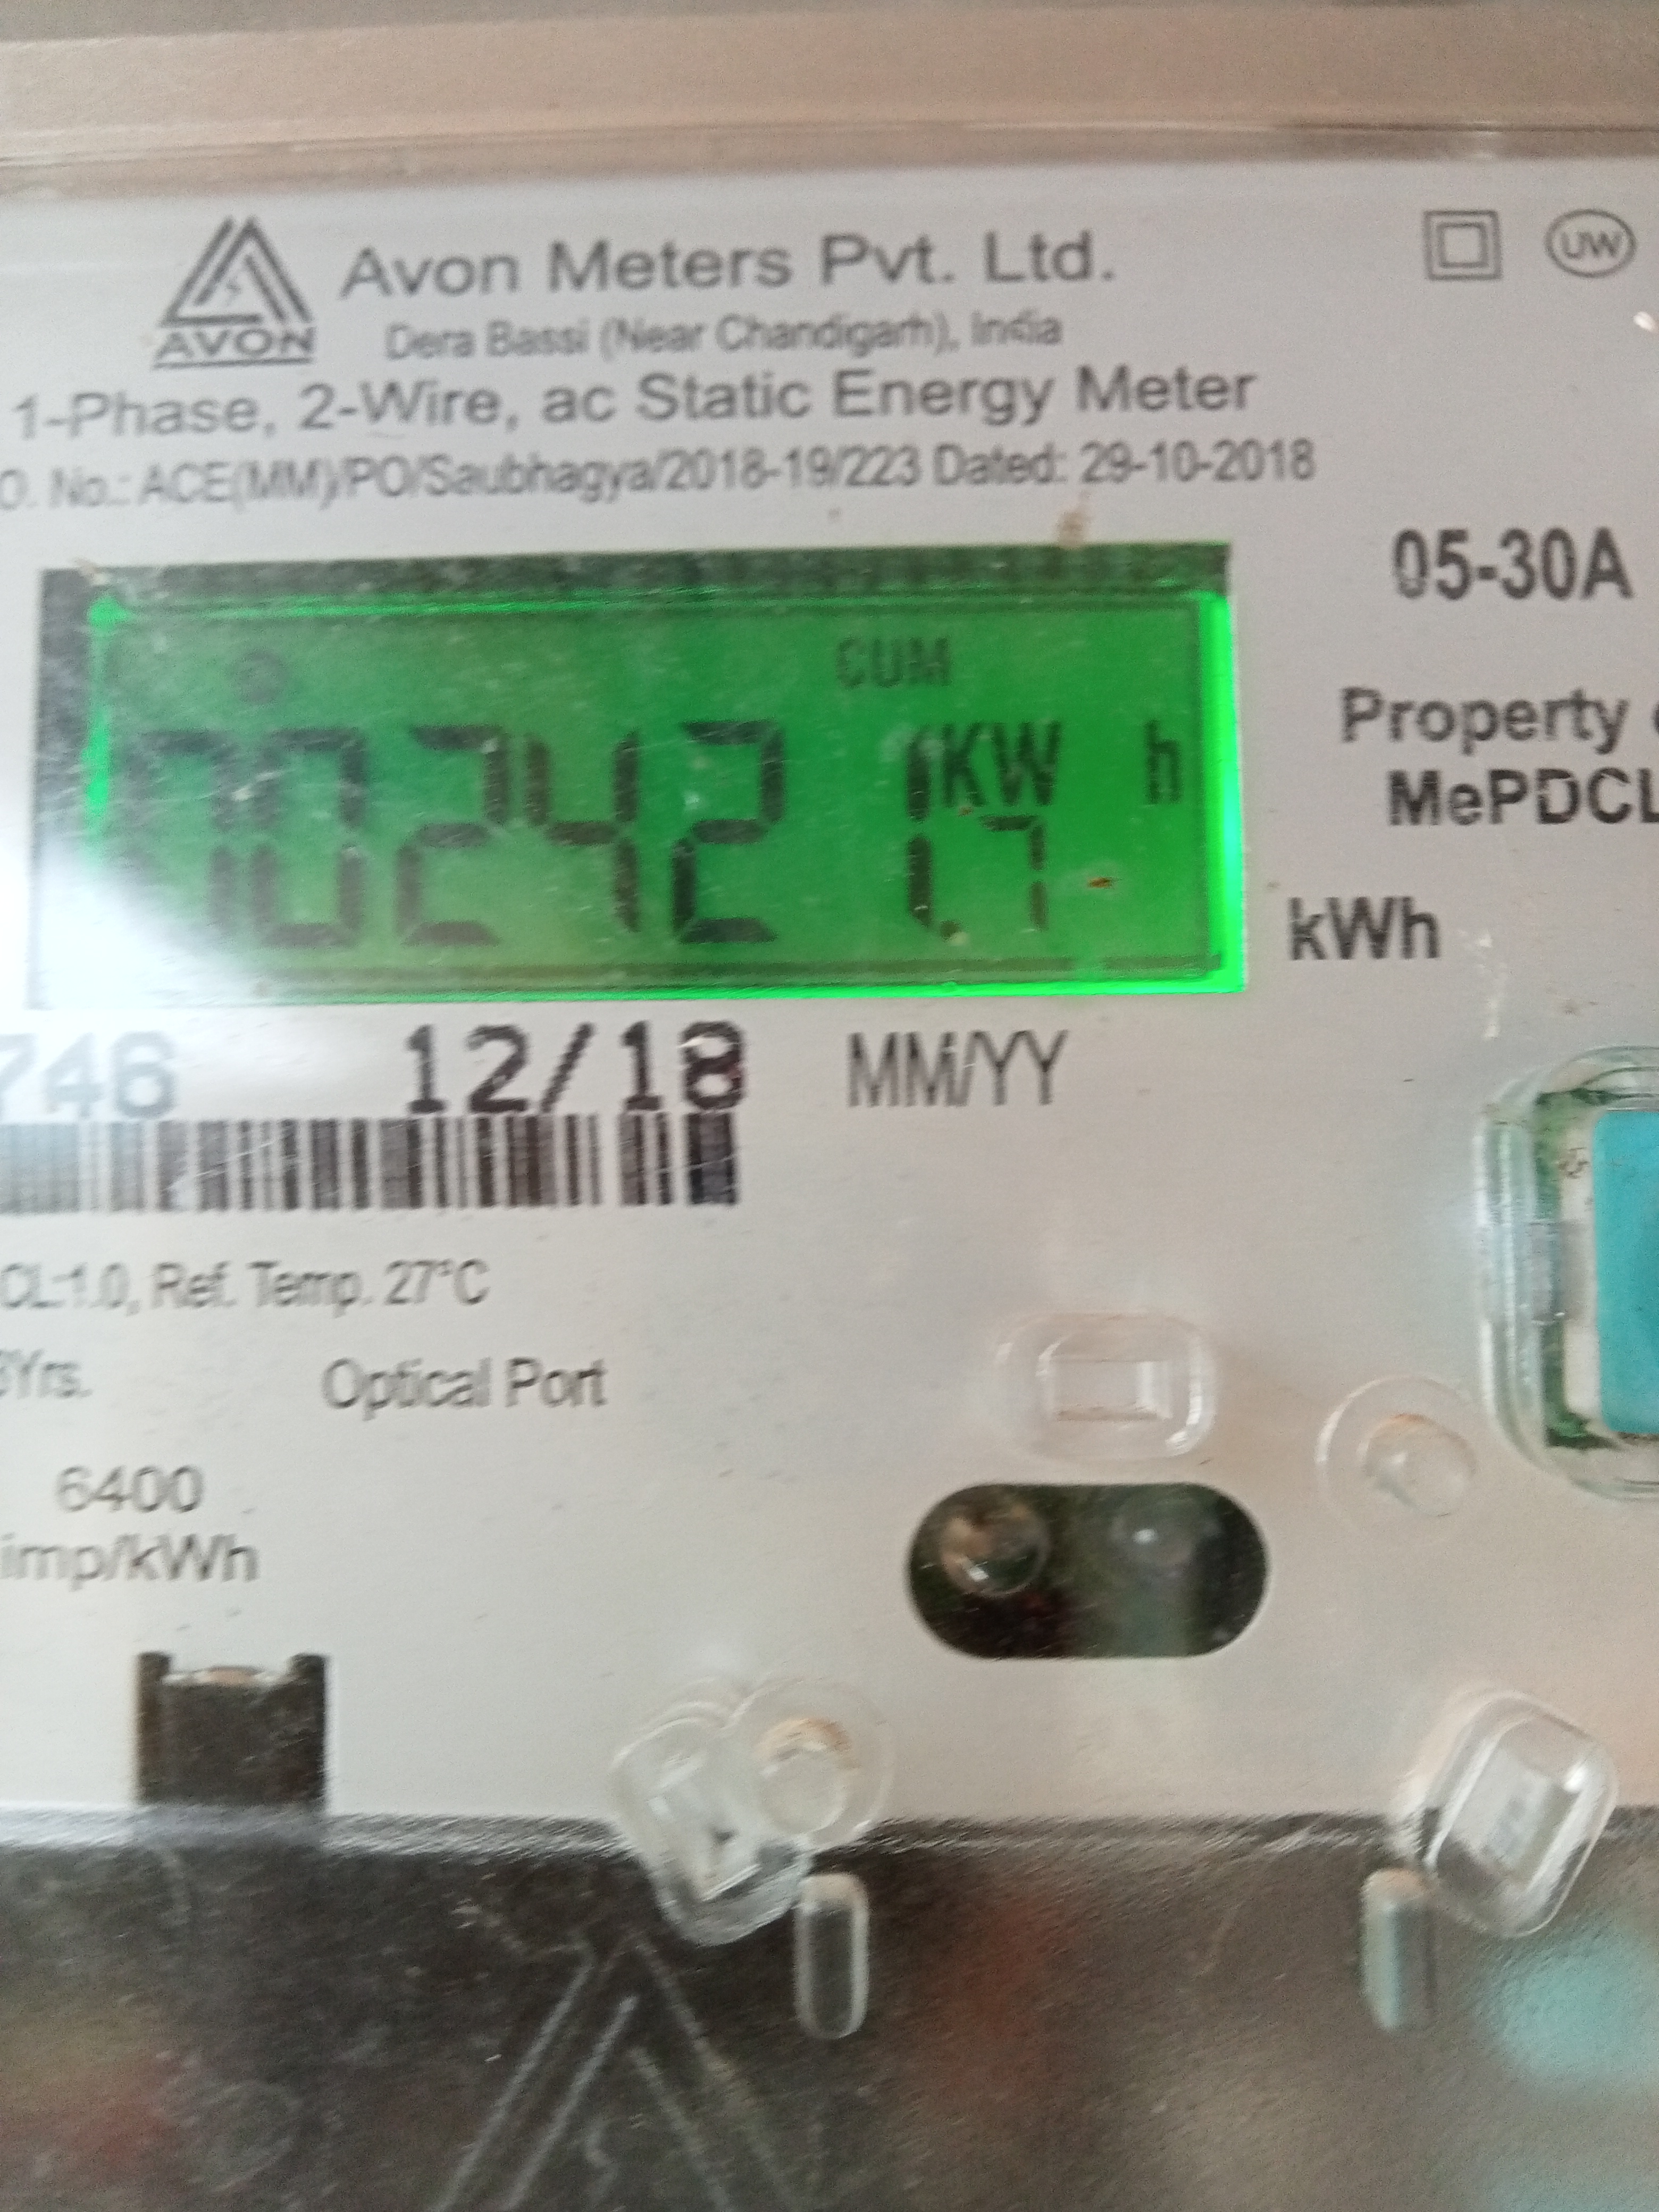 AVON
Avon Meters Pvt. Ltd.
UW
Dera Bassi (Near Chandigarh), India
1-Phase, 2-Wire, ac Static Energy Meter
O. No.: ACE(MM)/PO/Saubhagya/2018-19/223 Dated: 29-10-2018
05-30A
CUM
002421.7 KW h
Property
MePDCL
kWh
746 12/18 MM/YY
CL:1.0, Ref. Temp. 27°C
Yrs. Optical Port
6400
imp/kWh